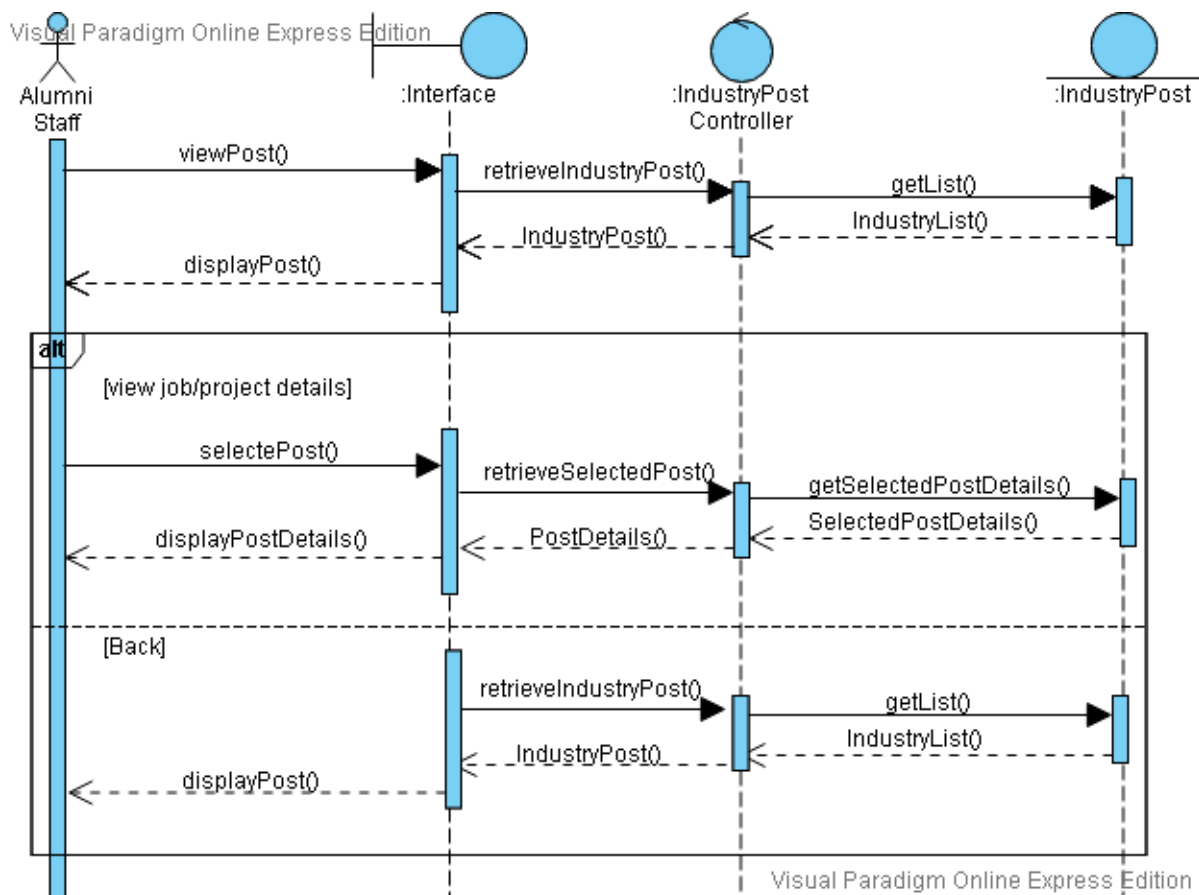 Visual Paradigm Online Express Edition
Alumni
Staff
:Interface
:IndustryPost
Controller
:IndustryPost
viewPost()
retrieveIndustryPost()
getList()
IndustryList()
IndustryPost()
displayPost()
alt
[view job/project details]
selectePost()
retrieveSelectedPost()
getSelectedPostDetails()
SelectedPostDetails()
PostDetails()
displayPostDetails()
[Back]
retrieveIndustryPost()
getList()
IndustryList()
IndustryPost()
displayPost()
Visual Paradigm Online Express Edition